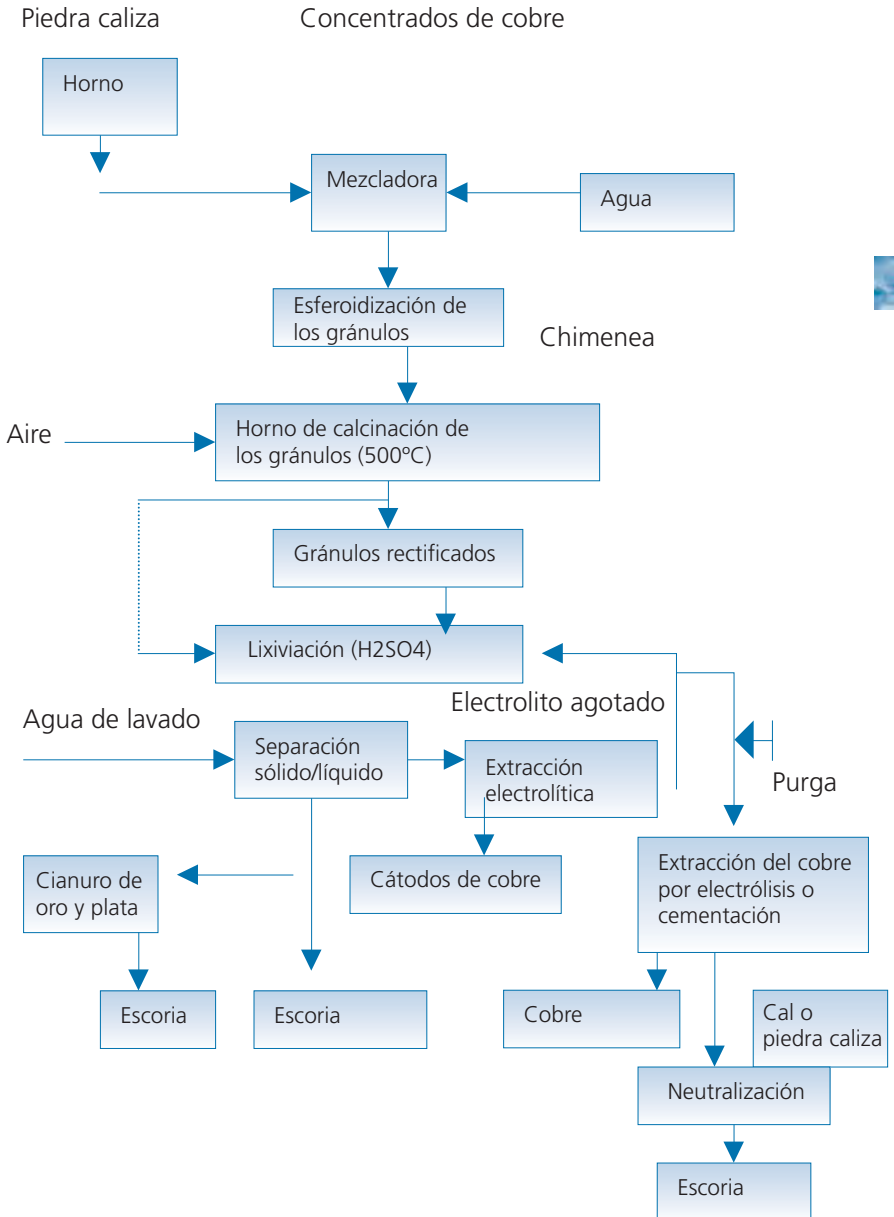 Piedra caliza
Concentrados de cobre
Horno
Mezcladora
Agua
Esferoidización de
los gránulos
Chimenea
Aire
Horno de calcinación de
los gránulos (500ºC)
Gránulos rectificados
Lixiviación (H2SO4)
Electrolito agotado
Agua de lavado
Separación
sólido/líquido
Extracción
electrolítica
Purga
Cianuro de
oro y plata
Cátodos de cobre
Extracción del cobre
por electrólisis o
cementación
Escoria
Escoria
Cobre
Cal o
piedra caliza
Neutralización
Escoria